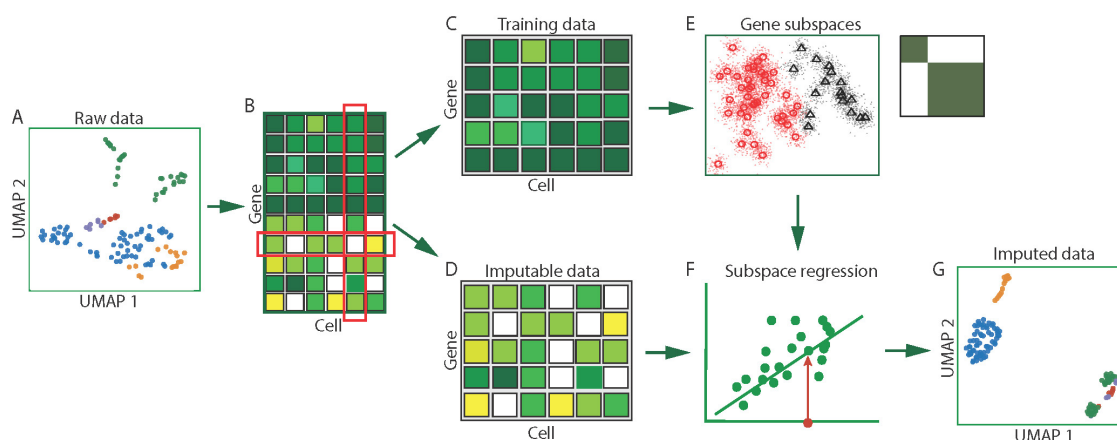 A
Raw data
UMAP 2
UMAP 1
B
Gene
Cell
C
Training data
Gene
Cell
D
Imputable data
Gene
Cell
E
Gene subspaces
F
Subspace regression
G
Imputed data
UMAP 2
UMAP 1